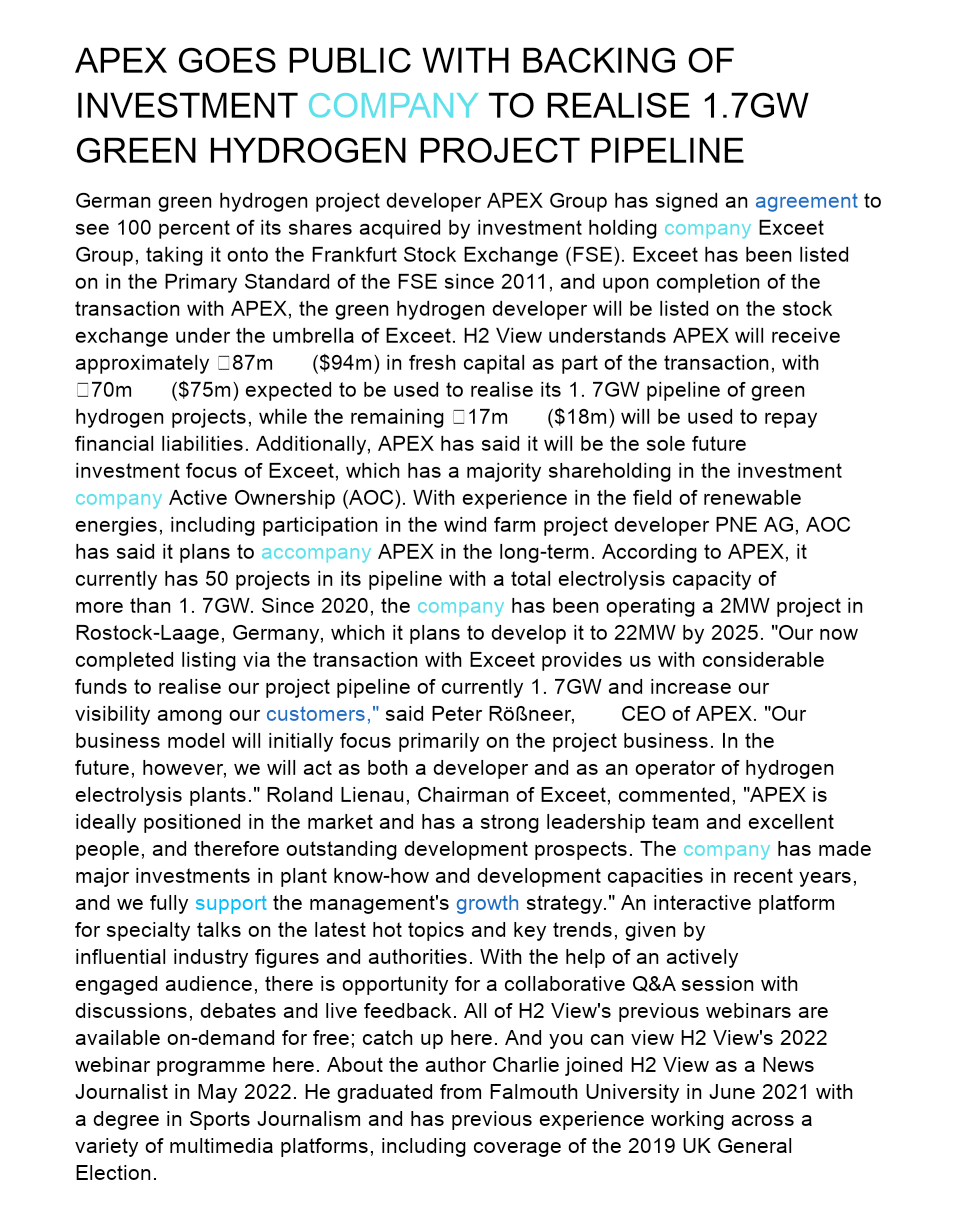 APEX GOES PUBLIC WITH BACKING OF
INVESTMENT COMPANY TO REALISE 1.7GW
GREEN HYDROGEN PROJECT PIPELINE
German green hydrogen project developer APEX Group has signed an agreement to
see 100 percent of its shares acquired by investment holding company Exceet
Group, taking it onto the Frankfurt Stock Exchange (FSE). Exceet has been listed
on in the Primary Standard of the FSE since 2011, and upon completion of the
transaction with APEX, the green hydrogen developer will be listed on the stock
exchange under the umbrella of Exceet. H2 View understands APEX will receive
approximately □87m ($94m) in fresh capital as part of the transaction, with
□70m ($75m) expected to be used to realise its 1. 7GW pipeline of green
hydrogen projects, while the remaining □17m ($18m) will be used to repay
financial liabilities. Additionally, APEX has said it will be the sole future
investment focus of Exceet, which has a majority shareholding in the investment
company Active Ownership (AOC). With experience in the field of renewable
energies, including participation in the wind farm project developer PNE AG, AOC
has said it plans to accompany APEX in the long-term. According to APEX, it
currently has 50 projects in its pipeline with a total electrolysis capacity of
more than 1. 7GW. Since 2020, the company has been operating a 2MW project in
Rostock-Laage, Germany, which it plans to develop it to 22MW by 2025. "Our now
completed listing via the transaction with Exceet provides us with considerable
funds to realise our project pipeline of currently 1. 7GW and increase our
visibility among our customers," said Peter Rößneer, CEO of APEX. "Our
business model will initially focus primarily on the project business. In the
future, however, we will act as both a developer and as an operator of hydrogen
electrolysis plants." Roland Lienau, Chairman of Exceet, commented, "APEX is
ideally positioned in the market and has a strong leadership team and excellent
people, and therefore outstanding development prospects. The company has made
major investments in plant know-how and development capacities in recent years,
and we fully support the management's growth strategy." An interactive platform
for specialty talks on the latest hot topics and key trends, given by
influential industry figures and authorities. With the help of an actively
engaged audience, there is opportunity for a collaborative Q&A session with
discussions, debates and live feedback. All of H2 View's previous webinars are
available on-demand for free; catch up here. And you can view H2 View's 2022
webinar programme here. About the author Charlie joined H2 View as a News
Journalist in May 2022. He graduated from Falmouth University in June 2021 with
a degree in Sports Journalism and has previous experience working across a
variety of multimedia platforms, including coverage of the 2019 UK General
Election.